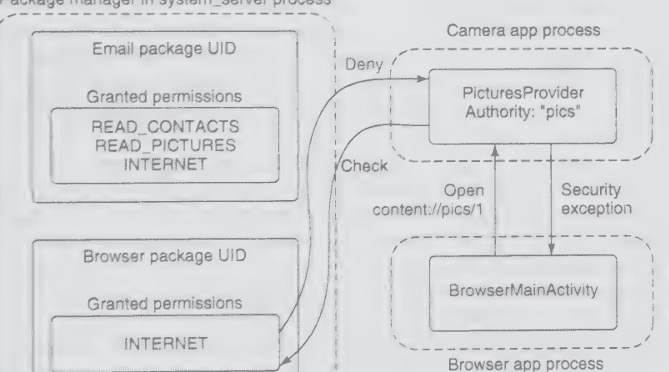 Package manager in system_server process
Email package UID
Granted permissions
READ_CONTACTS
READ_PICTURES
INTERNET
Browser package UID
Granted permissions
INTERNET
Deny
Check
Camera app process
PicturesProvider
Authority: "pics"
Open
content://pics/1
Security
exception
BrowserMainActivity
Browser app process